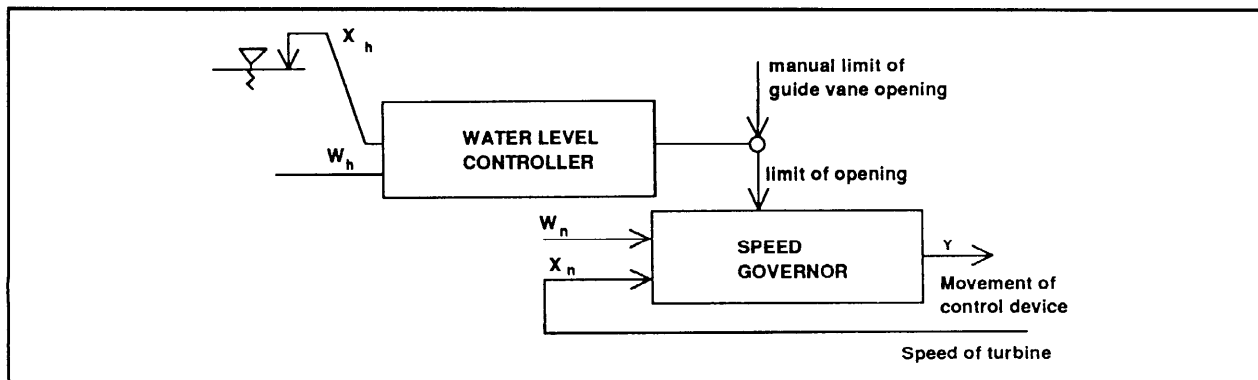 X h
manual limit of
guide vane opening
WATER LEVEL
CONTROLLER
W h
limit of opening
W n
SPEED
GOVERNOR
Y
X n
Movement of
control device
Speed of turbine